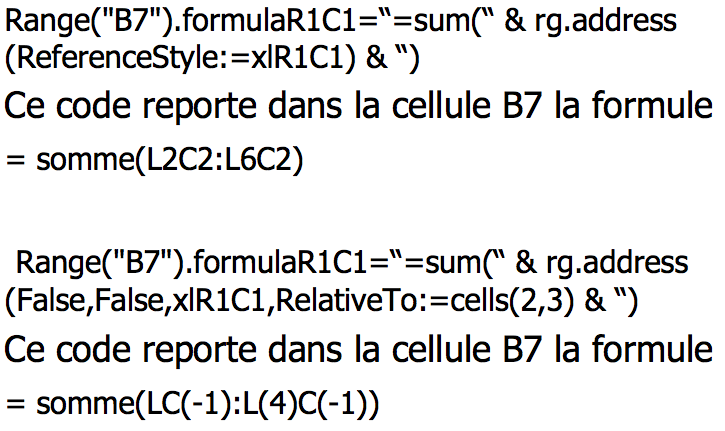 Range("B7").formulaR1C1=“=sum(“ & rg.address
(ReferenceStyle:=xlR1C1) & “)
Ce code reporte dans la cellule B7 la formule
= somme(L2C2:L6C2)
Range("B7").formulaR1C1=“=sum(“ & rg.address
(False,False,xlR1C1,RelativeTo:=cells(2,3) & “)
Ce code reporte dans la cellule B7 la formule
= somme(LC(-1):L(4)C(-1))